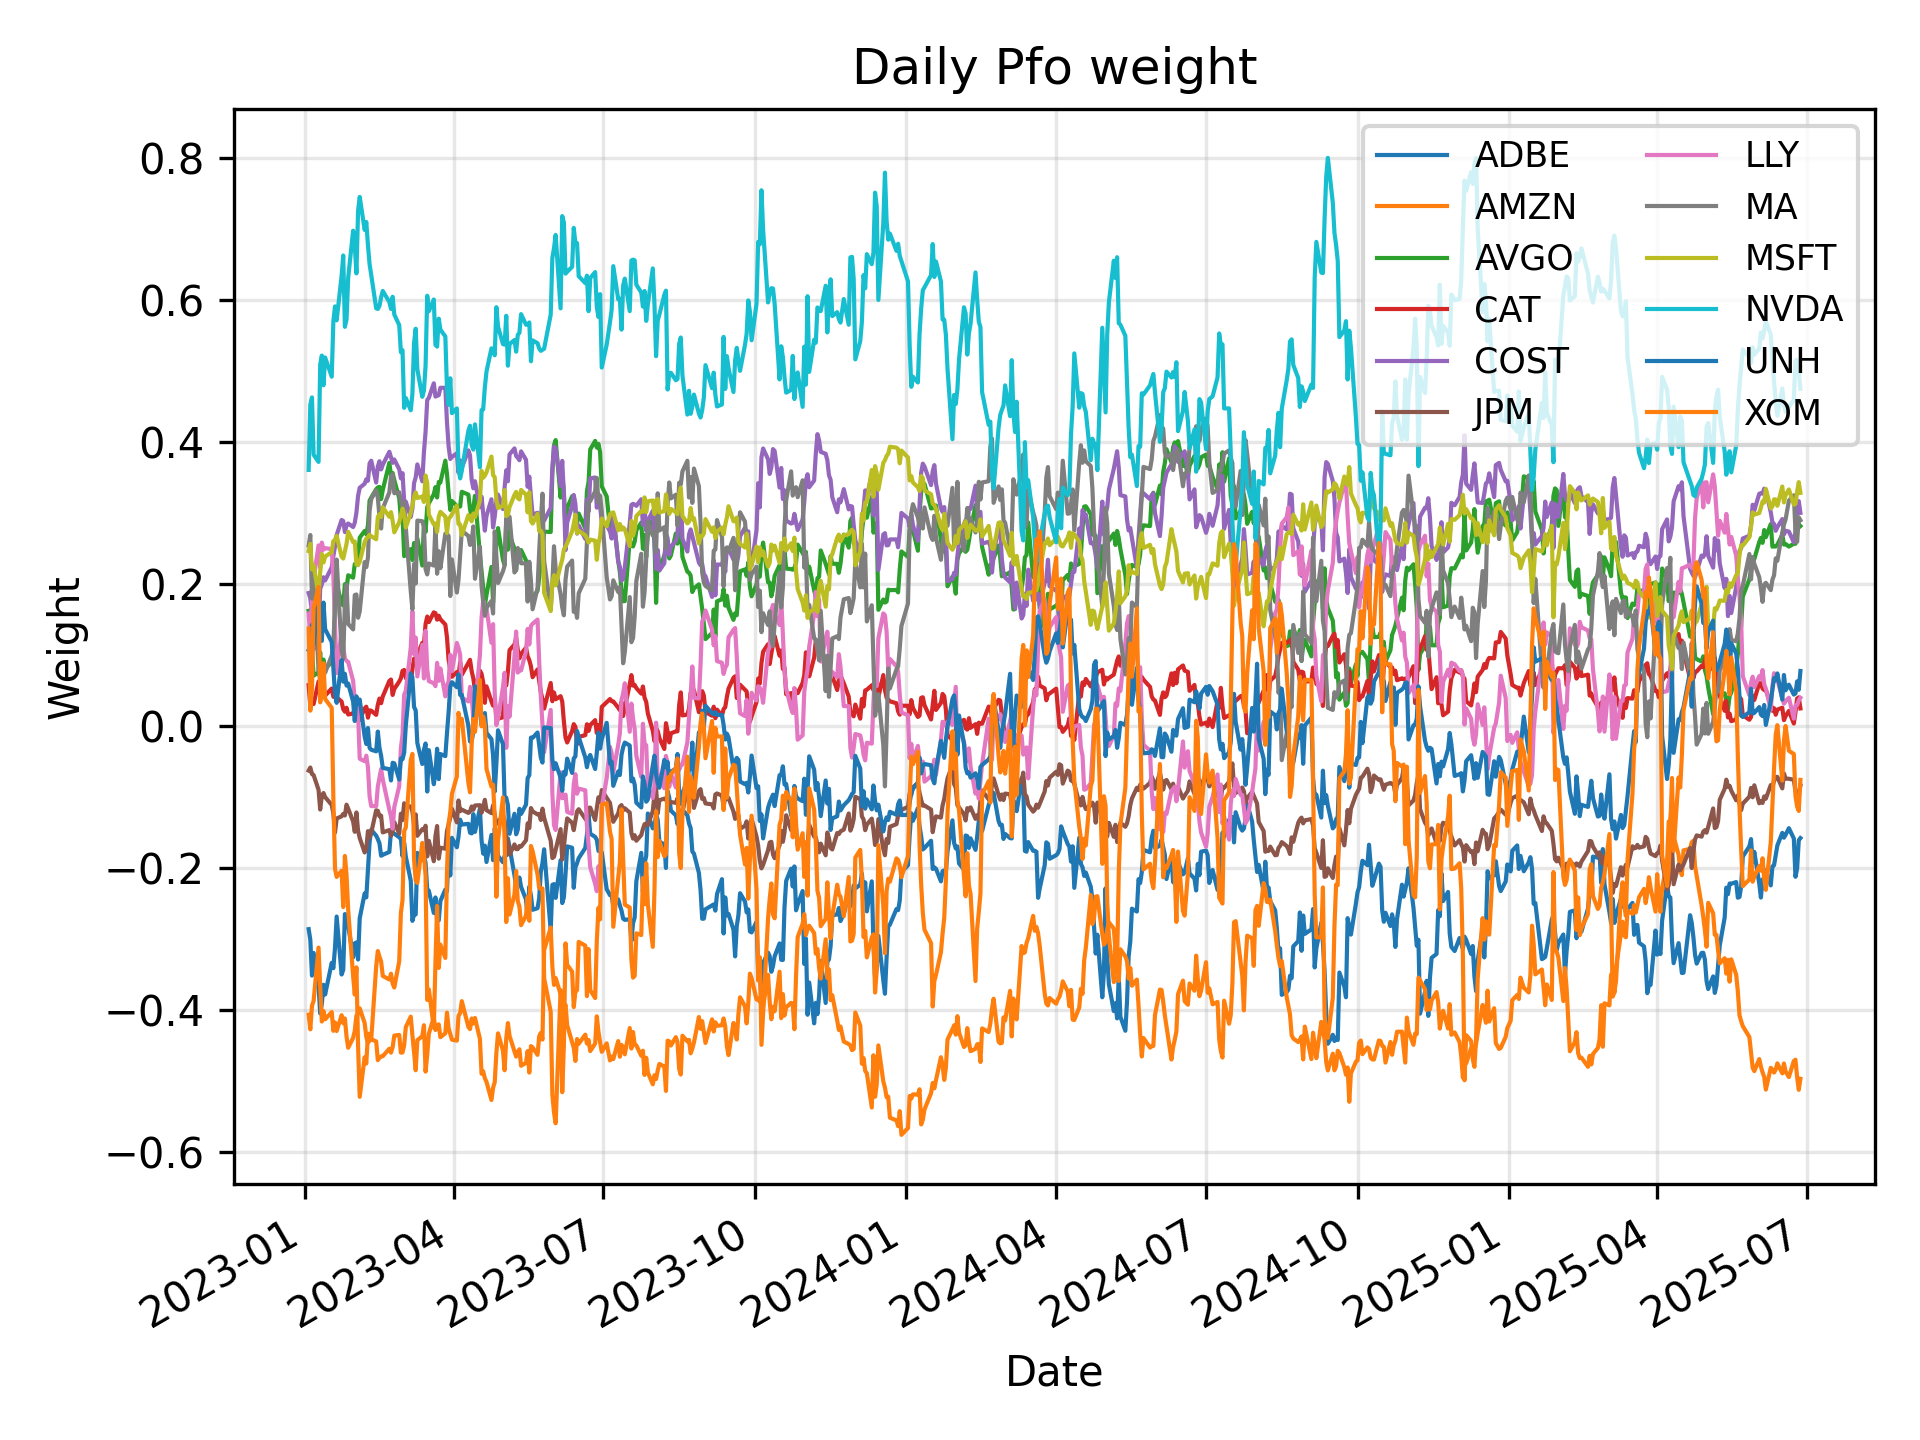 Daily Pfo weight
ADBE
AMZN
AVGO
CAT
COST
JPM
LLY
MA
MSFT
NVDA
UNH
XOM
Weight
0.8
0.6
0.4
0.2
0.0
−0.2
−0.4
−0.6
2023-01
2023-04
2023-07
2023-10
2024-01
2024-04
2024-07
2024-10
2025-01
2025-04
2025-07
Date